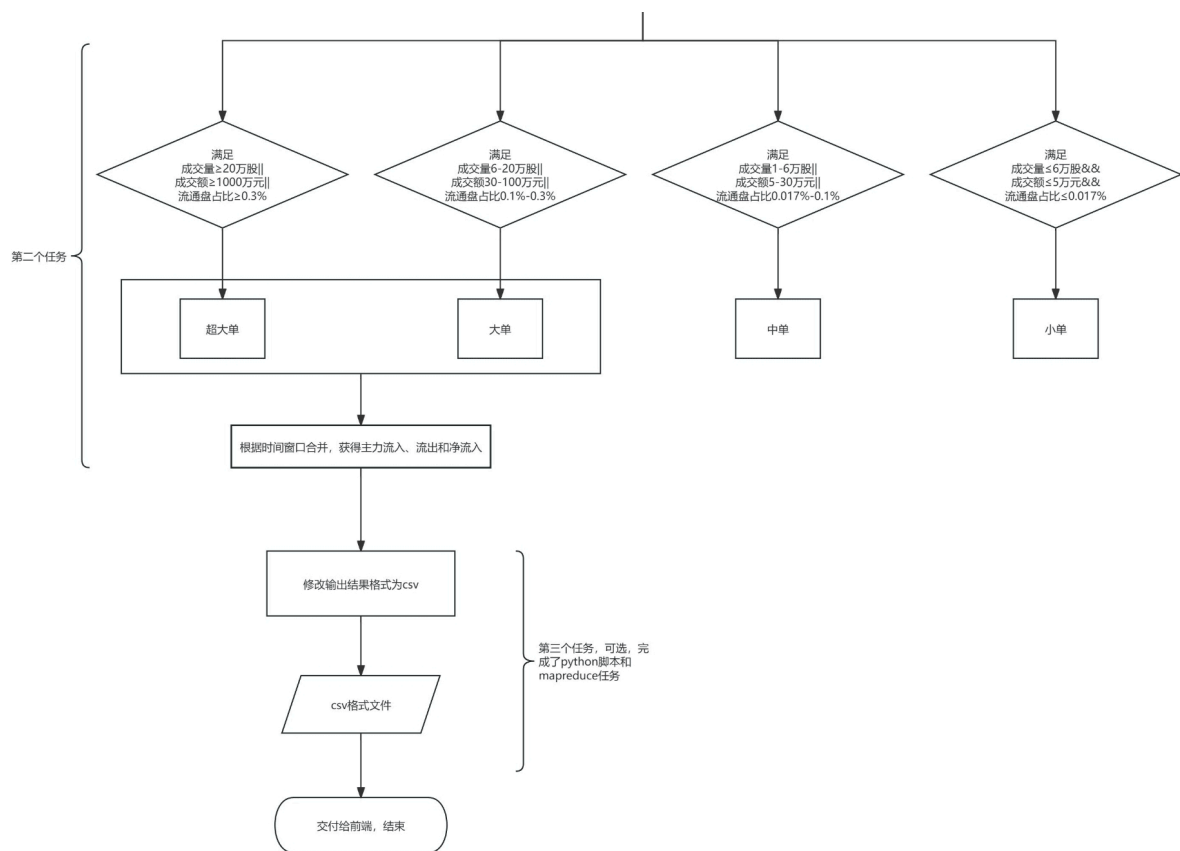 满足
成交量≥20万股||
成交额≥1000万元||
流通盘占比≥0.3%
满足
成交量6-20万股||
成交额30-100万元||
流通盘占比0.1%-0.3%
满足
成交量1-6万股||
成交额5-30万元||
流通盘占比0.017%-0.1%
满足
成交量≤6万股&&
成交额≤5万元&&
流通盘占比≤0.017%
第二个任务
超大单
大单
中单
小单
根据时间窗口合并，获得主力流入、流出和净流入
修改输出结果格式为csv
第三个任务，可选，完
成了python脚本和
mapreduce任务
csv格式文件
交付给前端，结束